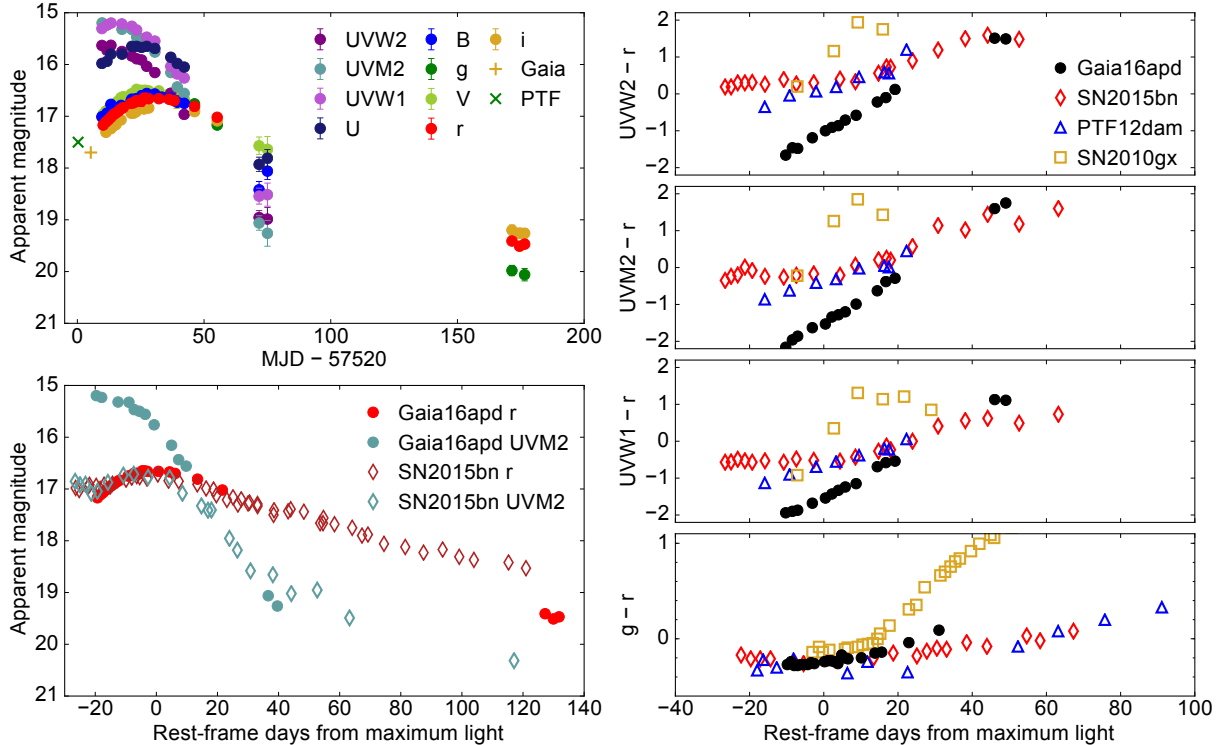 15
16
17
18
19
20
21
Apparent magnitude
UVW2
UVM2
UVW1
U
B
g
V
r
i
Gaia
PTF
0
50
100
150
200
MJD − 57520
15
16
17
18
19
20
21
Apparent magnitude
Gaia16apd r
Gaia16apd UVM2
SN2015bn r
SN2015bn UVM2
−20
0
20
40
60
80
100
120
140
Rest-frame days from maximum light
2
1
0
−1
−2
UVW2 − r
Gaia16apd
SN2015bn
PTF12dam
SN2010gx
2
1
0
−1
−2
UVM2 − r
2
1
0
−1
−2
UVW1 − r
1
0
g − r
−40
−20
0
20
40
60
80
100
Rest-frame days from maximum light